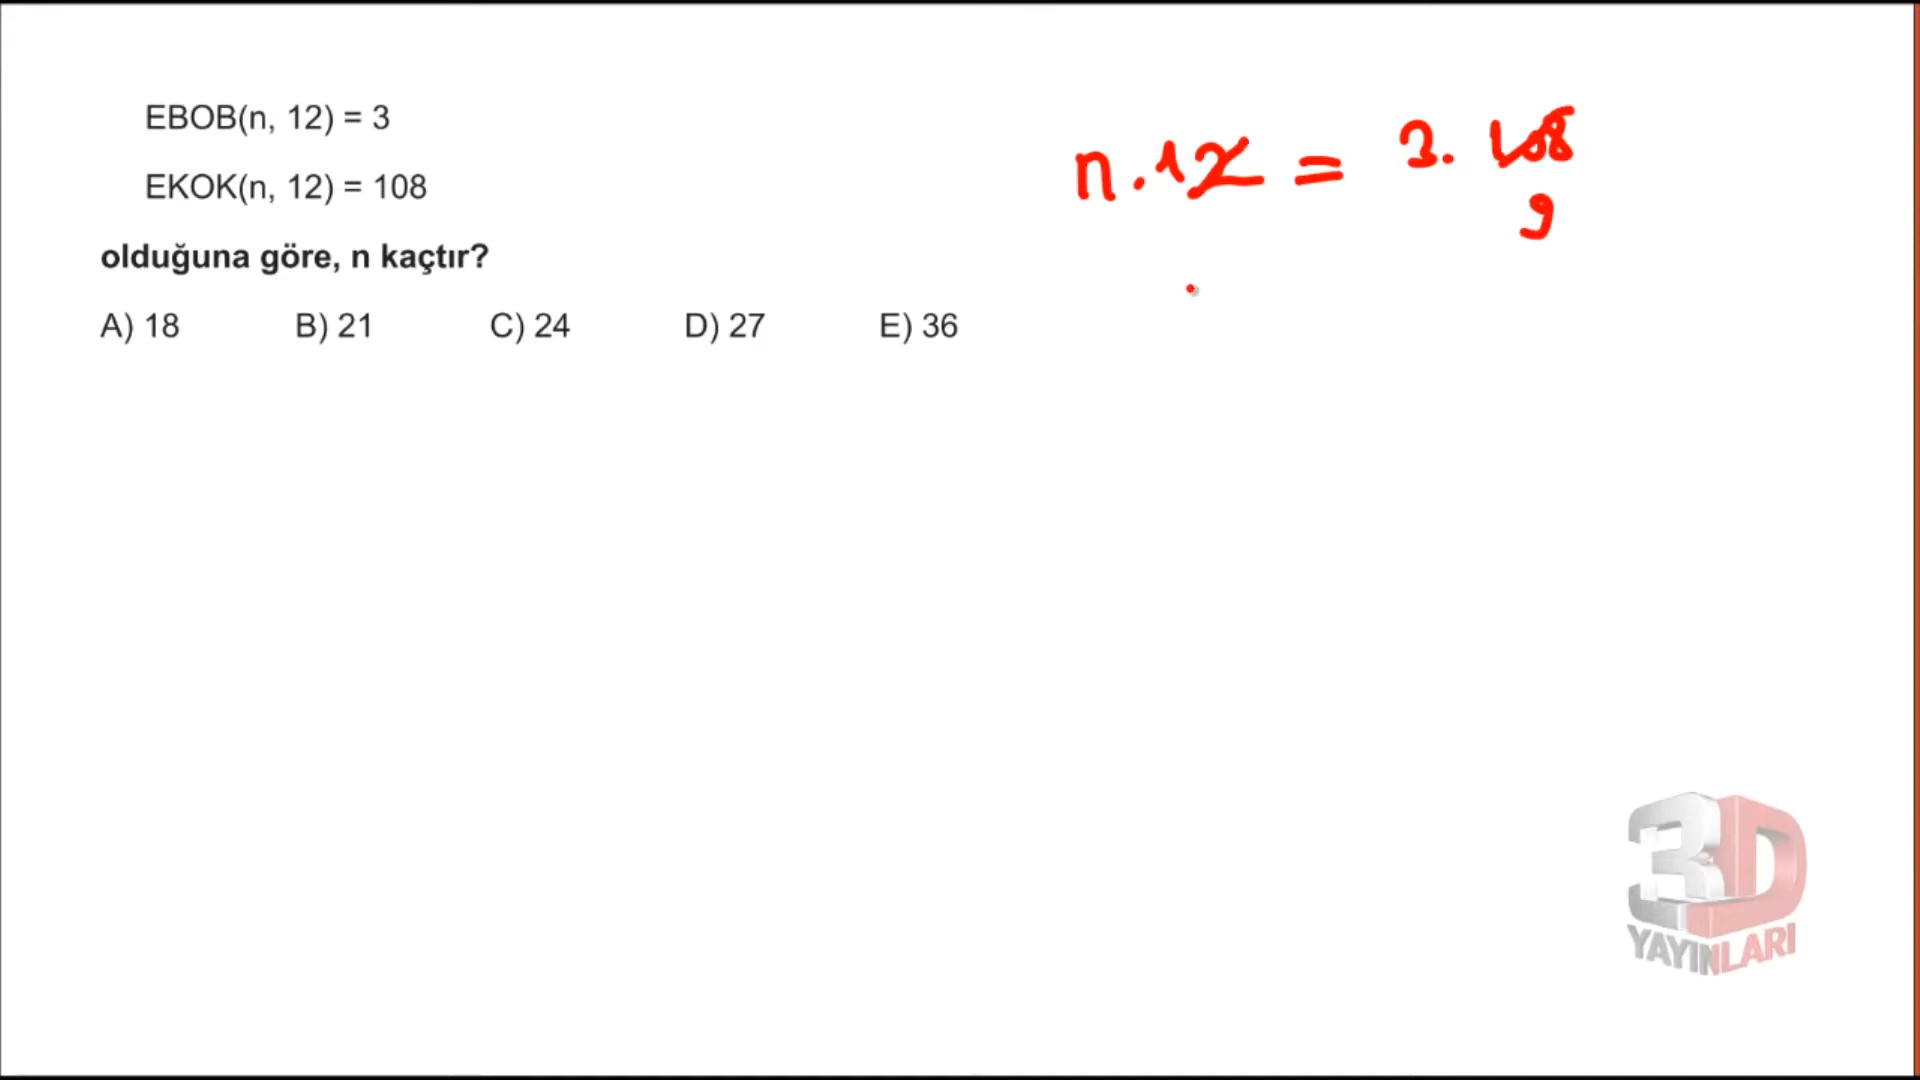 EBOB(n, 12) = 3
EKOK(n, 12) = 108
olduğuna göre, n kaçtır?
A) 18 B) 21 C) 24 D) 27 E) 36
n.12 = 3. 108
9
3D
YAYINLARI